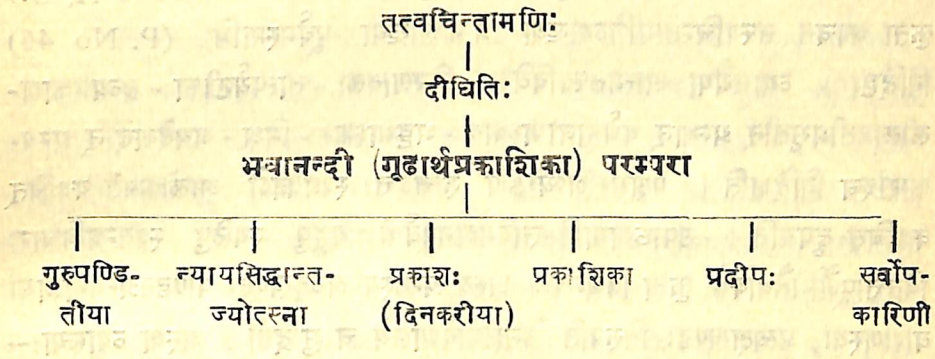 तत्वचिन्तामणिः
दीधितिः
भवानन्दी (गूढार्थप्रकाशिका) परम्परा
गुरुपण्डि- न्यायसिद्धान्त- प्रकाशः प्रकाशिका प्रदीपः सर्वोप-
तीया ज्योत्स्ना (दिनकरीया) कारिणी